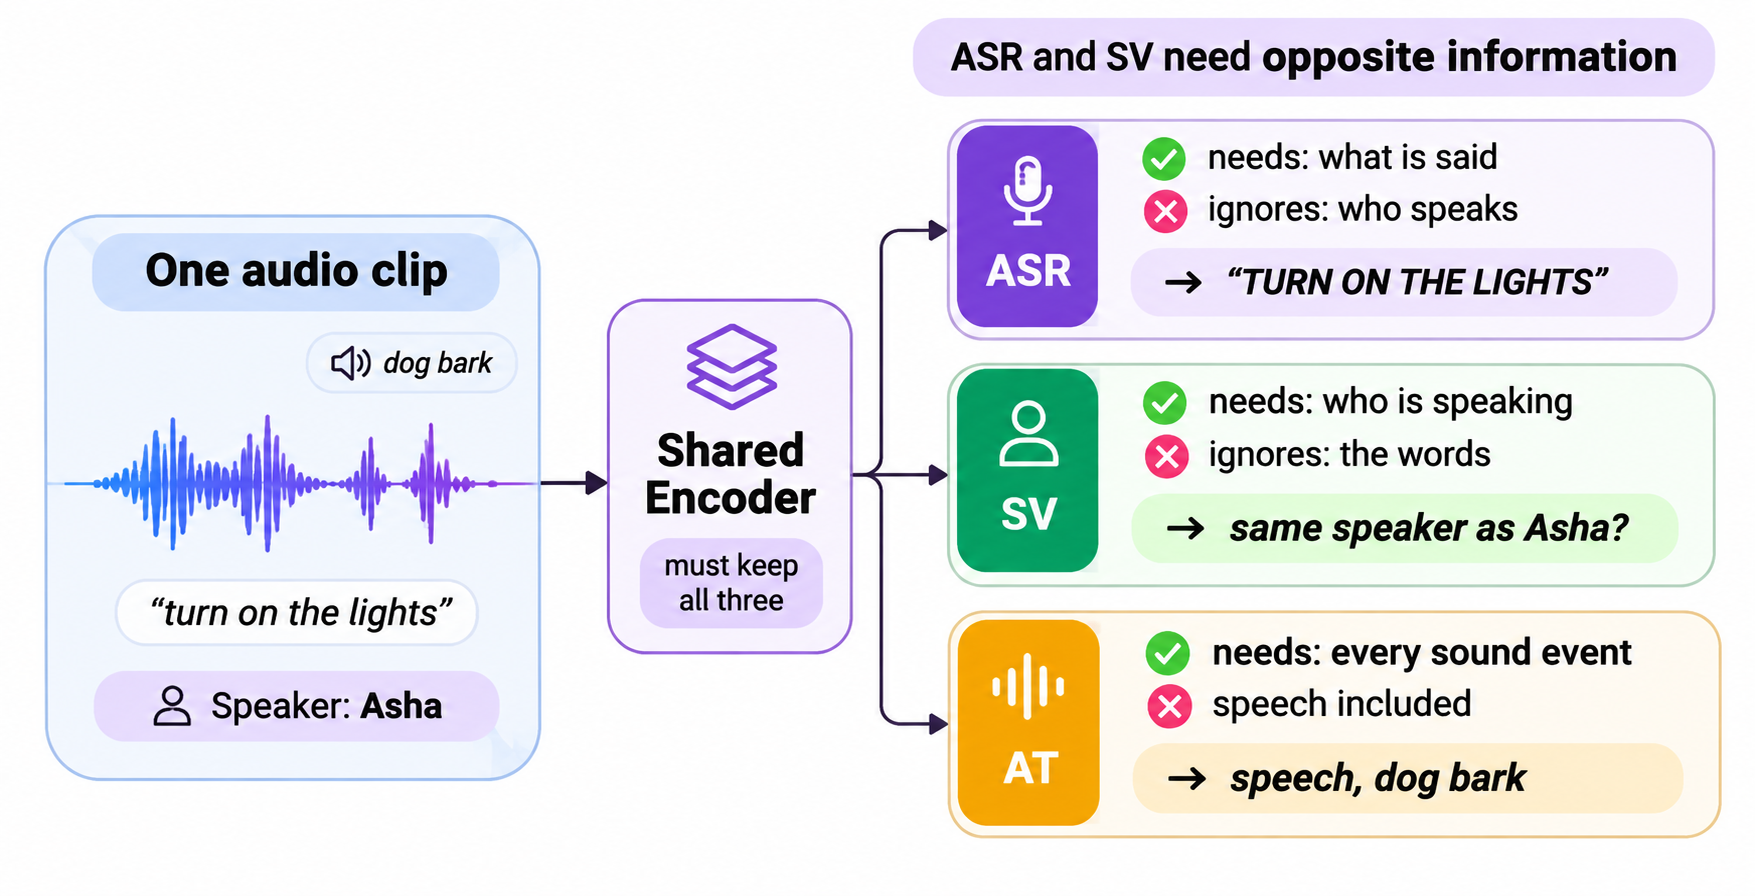 ASR and SV need opposite information
One audio clip
dog bark
“turn on the lights”
Speaker: Asha
Shared
Encoder
must keep
all three
ASR
needs: what is said
ignores: who speaks
→ “TURN ON THE LIGHTS”
SV
needs: who is speaking
ignores: the words
→ same speaker as Asha?
AT
needs: every sound event
speech included
→ speech, dog bark